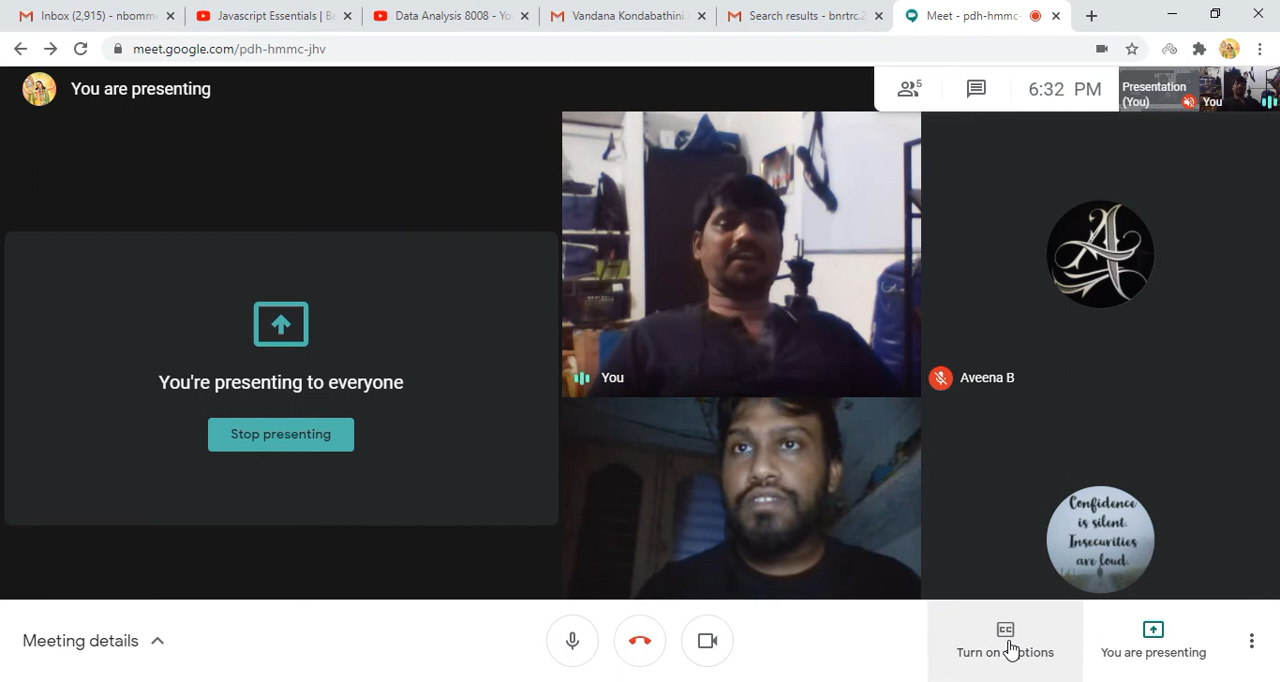 Inbox (2,915) - nbomm
Javascript Essentials | Ba
Data Analysis 8008 - Yo
Vandana Kondabathini
Search results - bnrtrc.2
Meet - pdh-hmmc-
meet.google.com/pdh-hmmc-jhv
You are presenting
5
6:32 PM
Presentation
(You)
You
You're presenting to everyone
Stop presenting
You
Aveena B
Confidence
is silent.
Insecurities
are loud.
Meeting details
CC
Turn on captions
You are presenting